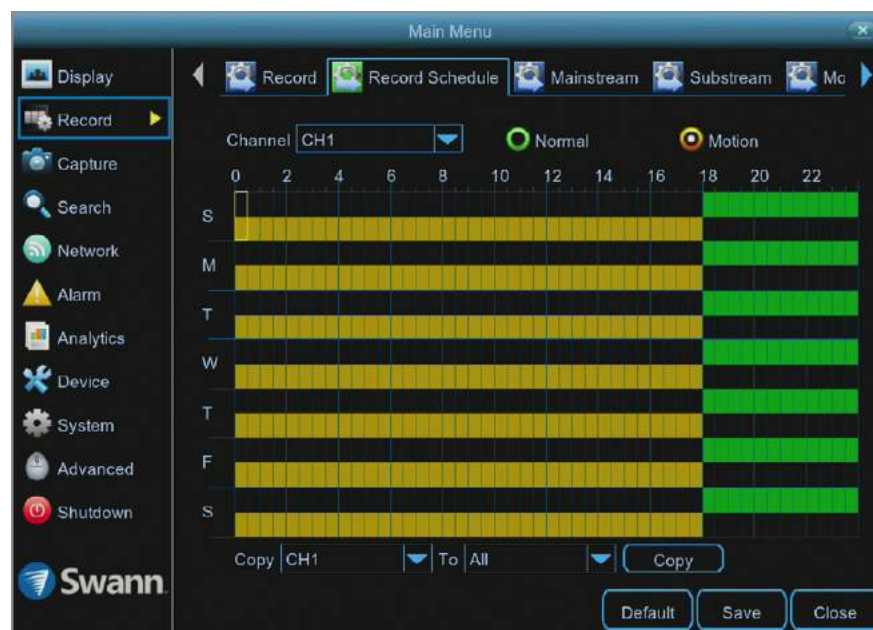 Main Menu
Display
Record
Capture
Search
Network
Alarm
Analytics
Device
System
Advanced
Shutdown
Swann
Record Record Schedule Mainstream Substream Mo
Channel CH1 Normal Motion
0 2 4 6 8 10 12 14 16 18 20 22
S
M
T
W
T
F
S
Copy CH1 To All Copy
Default Save Close